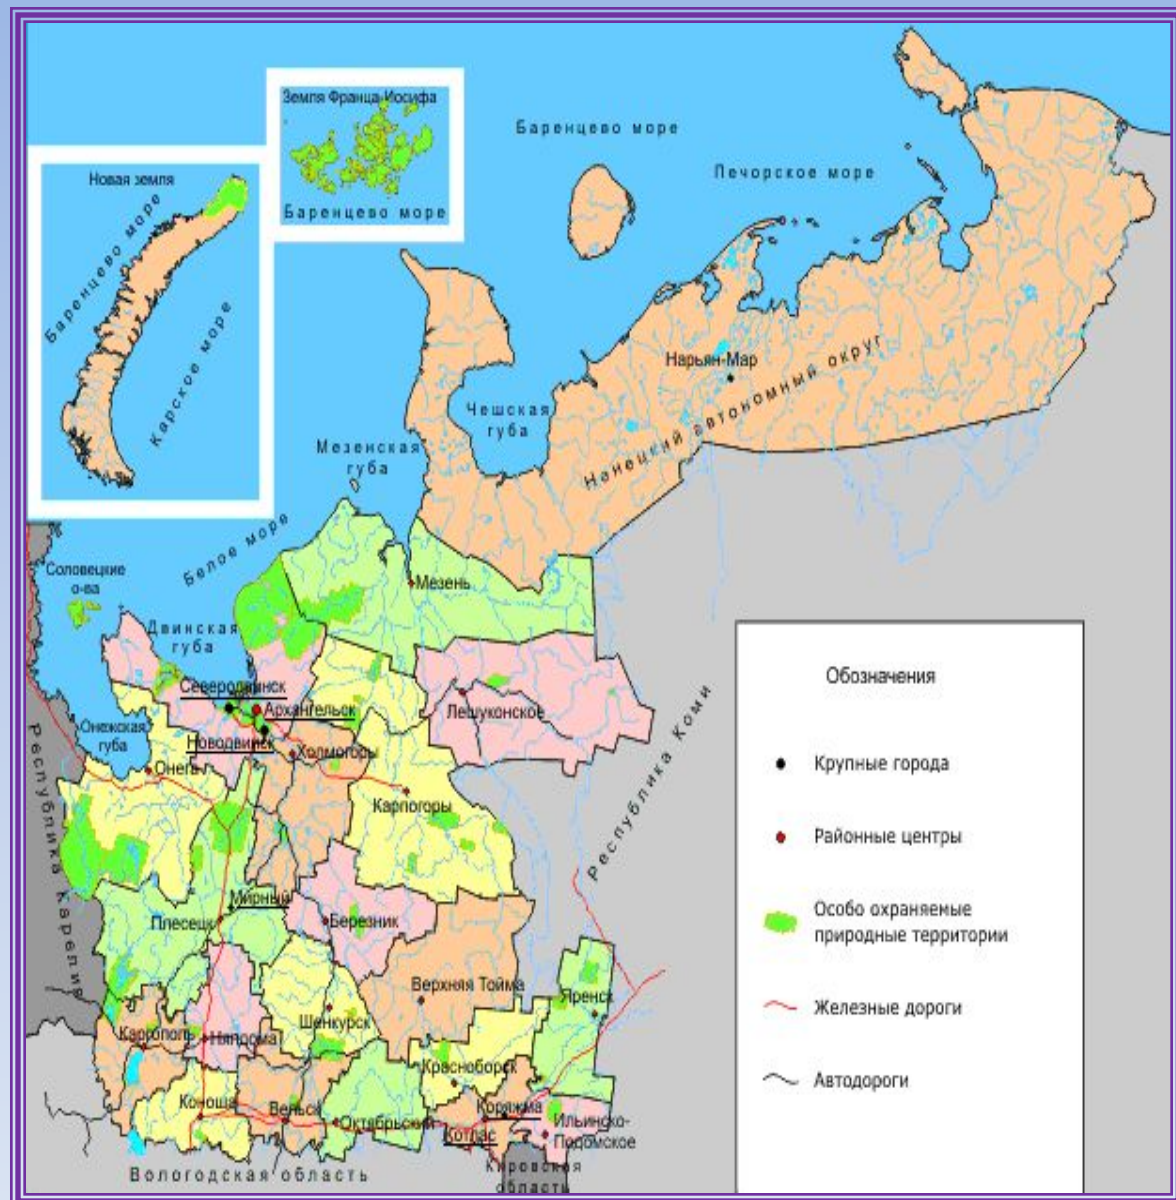 Земля Франца-Иосифа
Баренцево море
Новая земля
Баренцево море
Карское море
Баренцево море
Печорское море
Нарьян-Мар
Ненецкий автономный округ
Чешская
губа
Мезенская
губа
Белое море
Соловецкие
о-ва
Мезень
Двинская
губа
Северодвинск
Архангельск
Новодвинск
Холмогоры
Лешуконское
Онежская
губа
Онега г.
Карпогоры
Республика Коми
Республика Карелия
Мирный
Плесецк
Березник
Верхняя Тойма
Яренск
Шенкурск
Каргополь
Няндома
Красноборск
Коноша
Вельск
Октябрьский
Коряжма
Котлас
Ильинско-
Подомское
Вологодская область
Кировская
область
Обозначения
Крупные города
Районные центры
Особо охраняемые
природные территории
Железные дороги
Автодороги